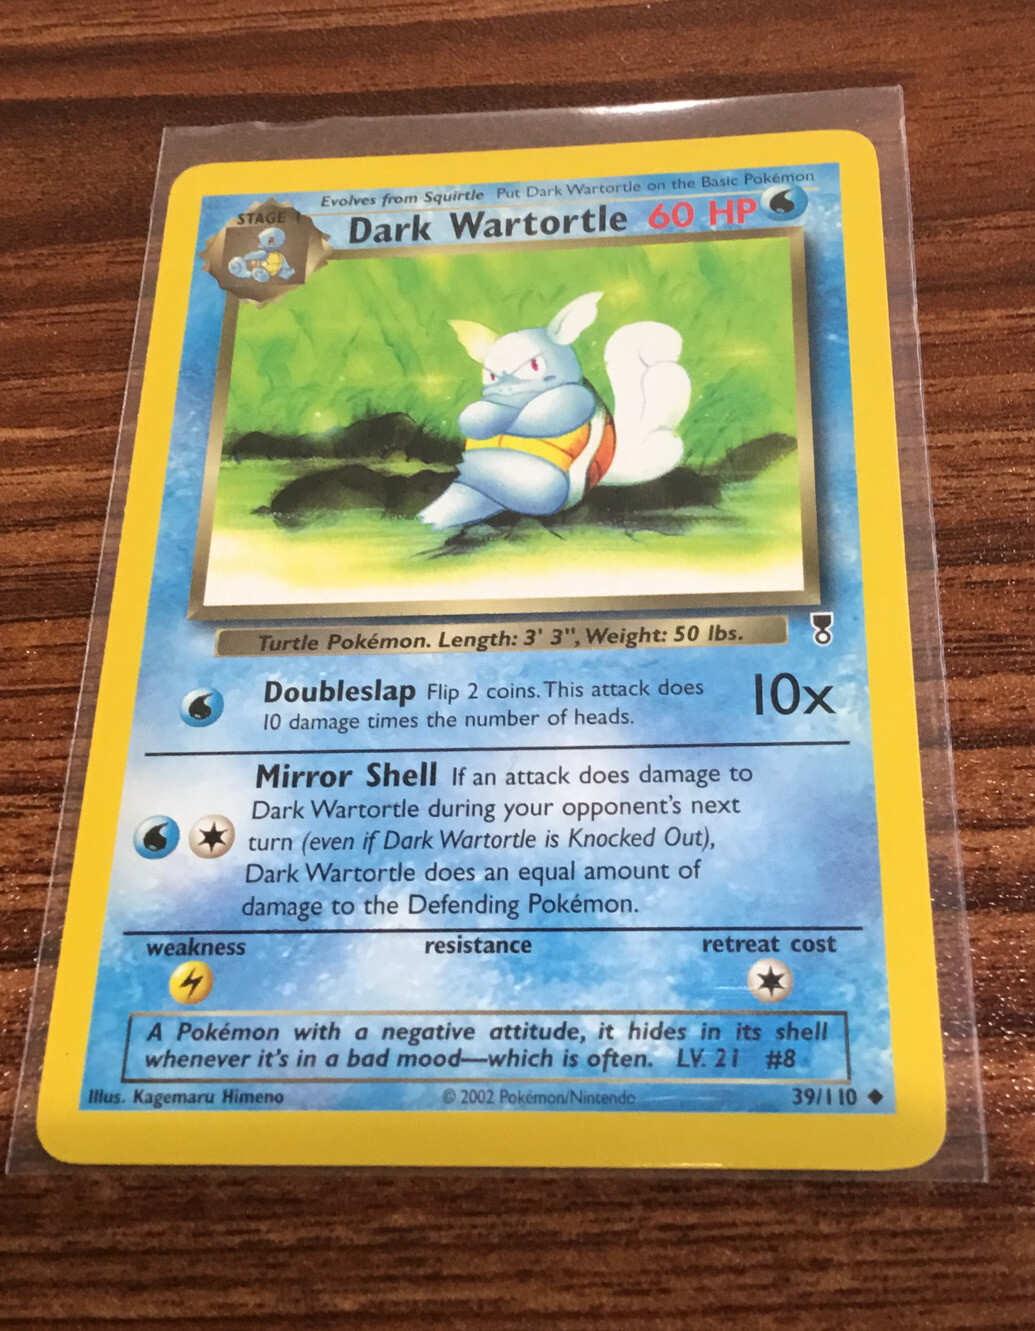 Evolves from Squirtle Put Dark Wartortle on the Basic Pokémon
STAGE 1
Dark Wartortle 60 HP
Turtle Pokémon. Length: 3' 3", Weight: 50 lbs.
Doubleslap Flip 2 coins. This attack does
10 damage times the number of heads.
10x
Mirror Shell If an attack does damage to
Dark Wartortle during your opponent's next
turn (even if Dark Wartortle is Knocked Out),
Dark Wartortle does an equal amount of
damage to the Defending Pokémon.
weakness resistance retreat cost
A Pokémon with a negative attitude, it hides in its shell
whenever it's in a bad mood—which is often. LV. 21 #8
Illus. Kagemaru Himeno © 2002 Pokémon/Nintendo 39/110